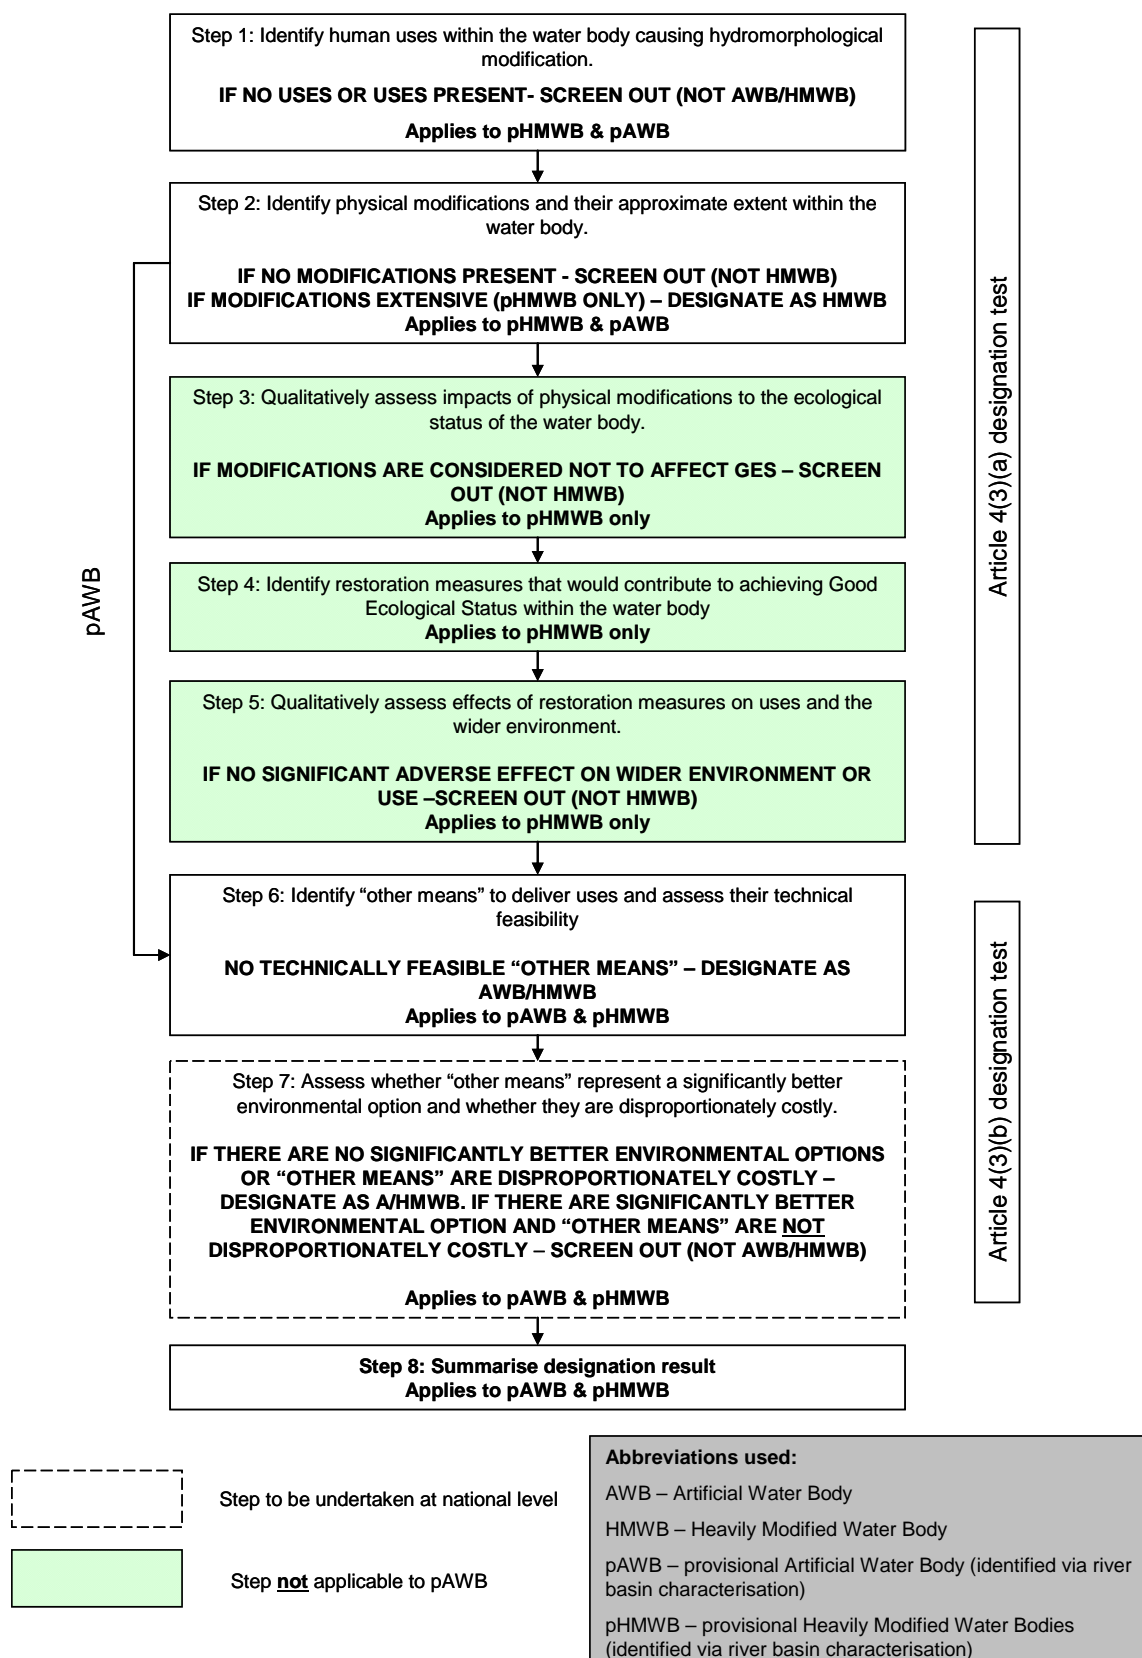 Step 1: Identify human uses within the water body causing hydromorphological
modification.
IF NO USES OR USES PRESENT- SCREEN OUT (NOT AWB/HMWB)
Applies to pHMWB & pAWB
Step 2: Identify physical modifications and their approximate extent within the
water body.
IF NO MODIFICATIONS PRESENT - SCREEN OUT (NOT HMWB)
IF MODIFICATIONS EXTENSIVE (pHMWB ONLY) – DESIGNATE AS HMWB
Applies to pHMWB & pAWB
Step 3: Qualitatively assess impacts of physical modifications to the ecological
status of the water body.
IF MODIFICATIONS ARE CONSIDERED NOT TO AFFECT GES – SCREEN
OUT (NOT HMWB)
Applies to pHMWB only
Step 4: Identify restoration measures that would contribute to achieving Good
Ecological Status within the water body
Applies to pHMWB only
Step 5: Qualitatively assess effects of restoration measures on uses and the
wider environment.
IF NO SIGNIFICANT ADVERSE EFFECT ON WIDER ENVIRONMENT OR
USE –SCREEN OUT (NOT HMWB)
Applies to pHMWB only
Article 4(3)(a) designation test
pAWB
Step 6: Identify “other means” to deliver uses and assess their technical
feasibility
NO TECHNICALLY FEASIBLE “OTHER MEANS” – DESIGNATE AS
AWB/HMWB
Applies to pAWB & pHMWB
Step 7: Assess whether “other means” represent a significantly better
environmental option and whether they are disproportionately costly.
IF THERE ARE NO SIGNIFICANTLY BETTER ENVIRONMENTAL OPTIONS
OR “OTHER MEANS” ARE DISPROPORTIONATELY COSTLY –
DESIGNATE AS A/HMWB. IF THERE ARE SIGNIFICANTLY BETTER
ENVIRONMENTAL OPTION AND “OTHER MEANS” ARE NOT
DISPROPORTIONATELY COSTLY – SCREEN OUT (NOT AWB/HMWB)
Applies to pAWB & pHMWB
Article 4(3)(b) designation test
Step 8: Summarise designation result
Applies to pAWB & pHMWB
Step to be undertaken at national level
Step not applicable to pAWB
Abbreviations used:
AWB – Artificial Water Body
HMWB – Heavily Modified Water Body
pAWB – provisional Artificial Water Body (identified via river
basin characterisation)
pHMWB – provisional Heavily Modified Water Bodies
(identified via river basin characterisation)